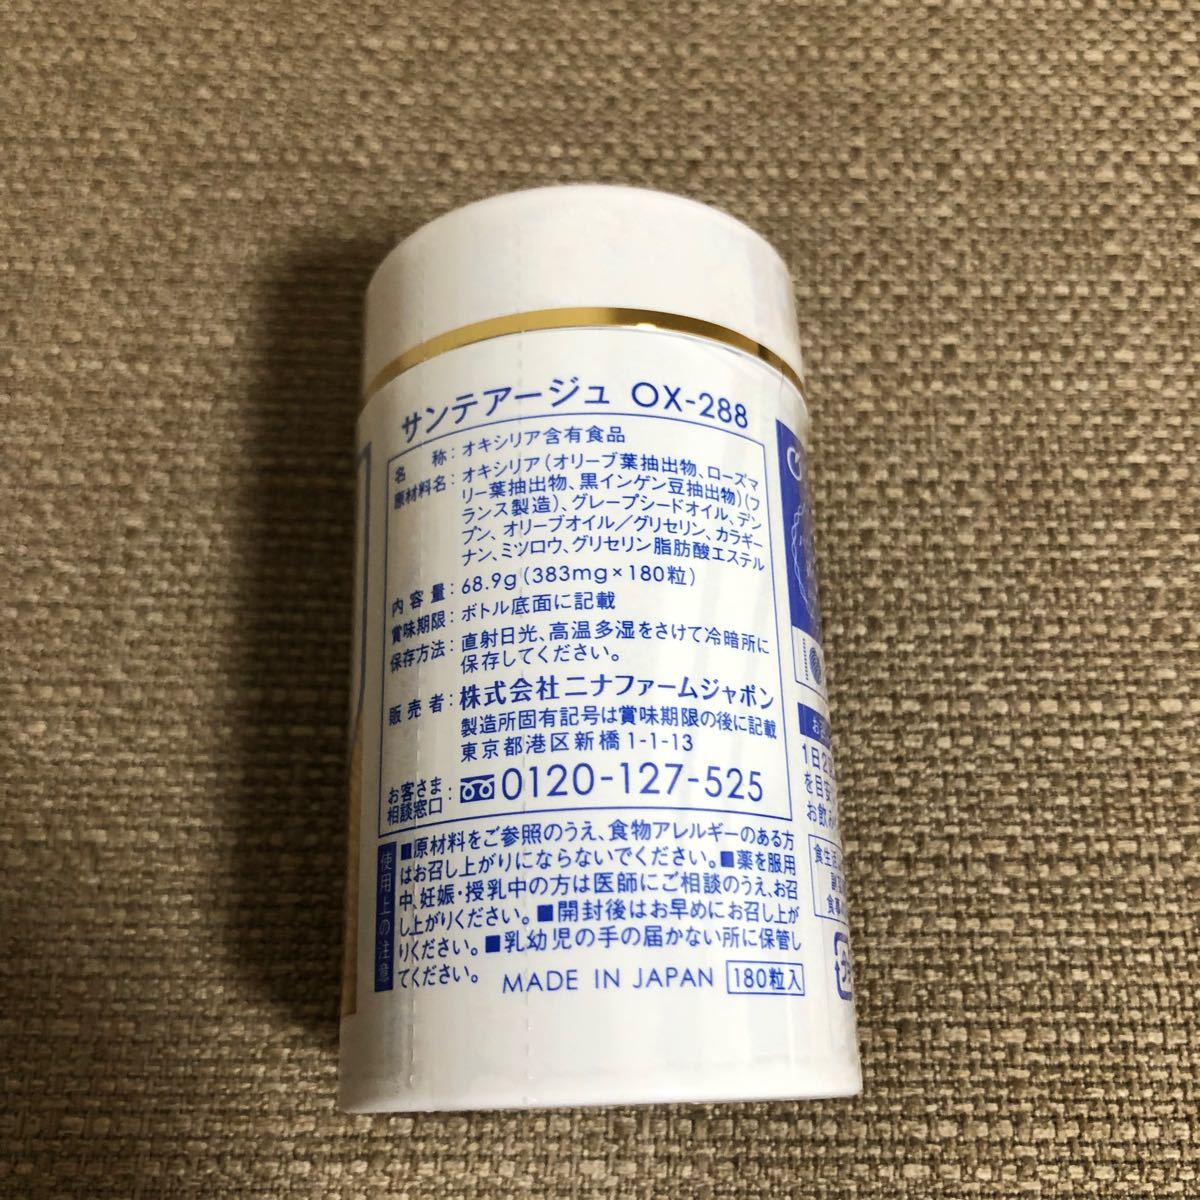 サンテアージュ OX-288
名称：オキシリア含有食品
原材料名：オキシリア（オリーブ葉抽出物、ローズマ
リー葉抽出物、黒インゲン豆抽出物）（フ
ランス製造）、グレープシードオイル、デン
プン、オリーブオイル／グリセリン、カラギー
ナン、ミツロウ、グリセリン脂肪酸エステル
内容量：68.9g（383mg×180粒）
賞味期限：ボトル底面に記載
保存方法：直射日光、高温多湿をさけて冷暗所に
保存してください。
販売者：株式会社ニナファームジャポン
製造所固有記号は賞味期限の後に記載
東京都港区新橋1-1-13
お客さま
相談窓口：0120-127-525
使用上の注意
■原材料をご参照のうえ、食物アレルギーのある方
はお召し上がりにならないでください。■薬を服用
中、妊娠・授乳中の方は医師にご相談のうえ、お召
し上がりください。■開封後はお早めにお召し上が
りください。■乳幼児の手の届かない所に保管し
てください。
MADE IN JAPAN 180粒入
1日2
を目安
お飲み
食生活
食事